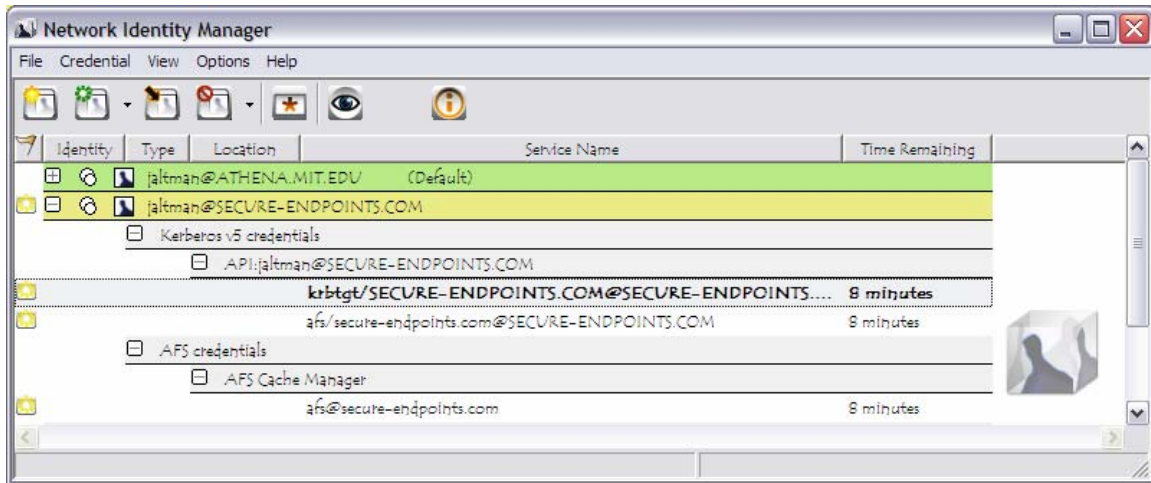 Network Identity Manager
File Credential View Options Help
Identity Type Location Service Name Time Remaining
jaltman@ATHENA.MIT.EDU (Default)
jaltman@SECURE-ENDPOINTS.COM
Kerberos v5 credentials
API:jaltman@SECURE-ENDPOINTS.COM
krbtgt/SECURE-ENDPOINTS.COM@SECURE-ENDPOINTS.... 8 minutes
afs/secure-endpoints.com@SECURE-ENDPOINTS.COM 8 minutes
AFS credentials
AFS Cache Manager
afs@secure-endpoints.com 8 minutes